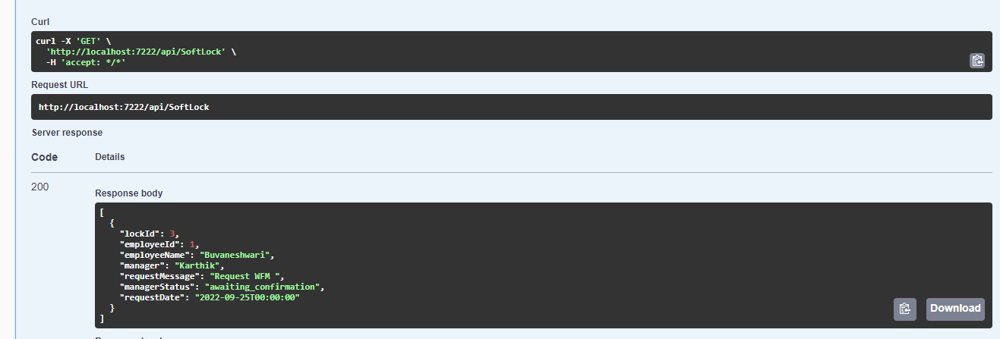 Curl
curl -X 'GET' \
'http://localhost:7222/api/SoftLock' \
-H 'accept: */*'
Request URL
http://localhost:7222/api/SoftLock
Server response
Code Details
200
Response body
[
{
"lockId": 3,
"employeeId": 1,
"employeeName": "Buvaneshwari",
"manager": "Karthik",
"requestMessage": "Request WFM ",
"managerStatus": "awaiting_confirmation",
"requestDate": "2022-09-25T00:00:00"
}
]
Download